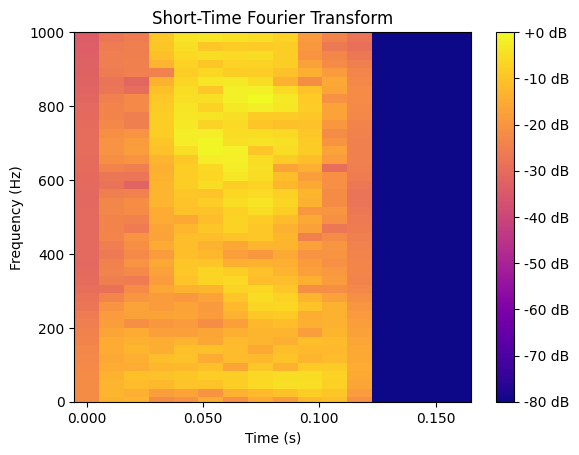 Short-Time Fourier Transform
Frequency (Hz)
1000
800
600
400
200
0
0.000
0.050
0.100
0.150
Time (s)
+0 dB
-10 dB
-20 dB
-30 dB
-40 dB
-50 dB
-60 dB
-70 dB
-80 dB